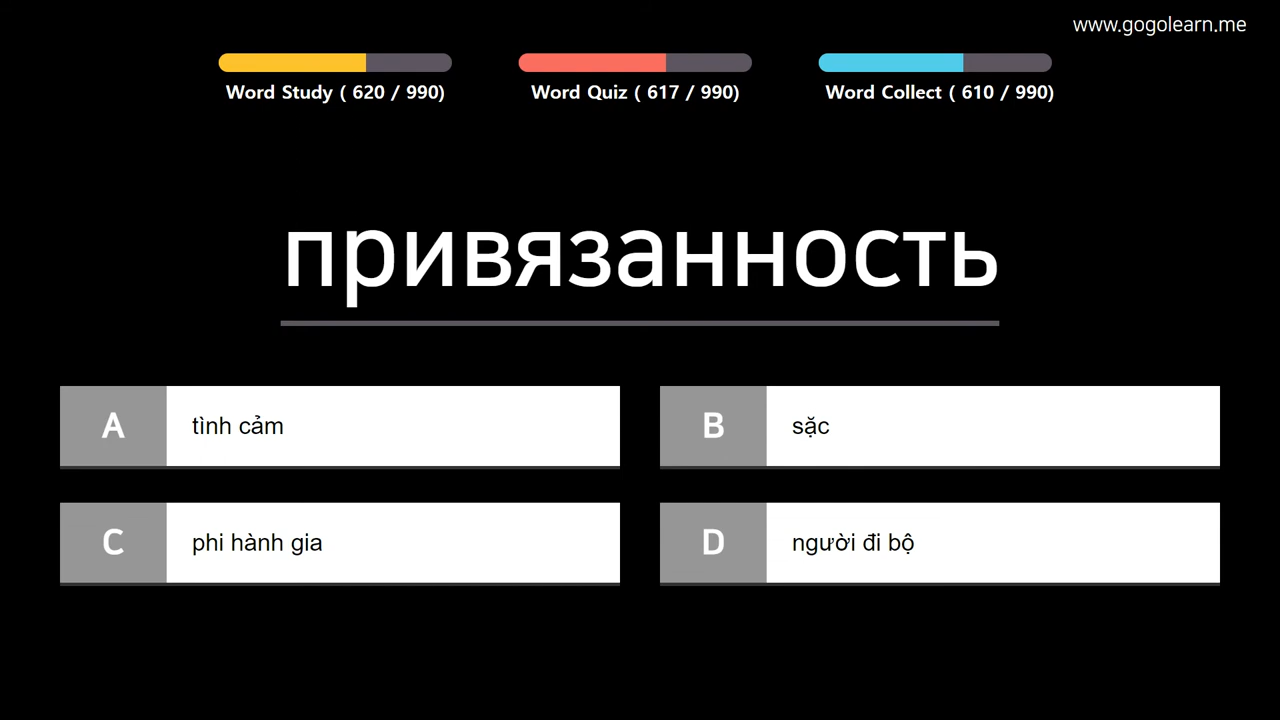 www.gogolearn.me
Word Study ( 620 / 990)
Word Quiz ( 617 / 990)
Word Collect ( 610 / 990)
привязанность
A tình cảm
B sặc
C phi hành gia
D người đi bộ